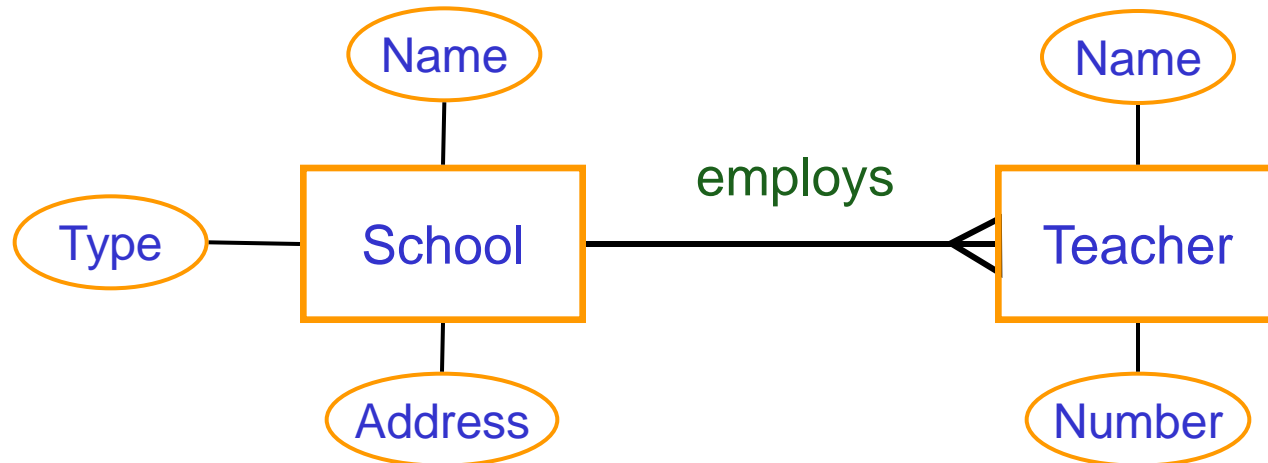 Name
Name
employs
Type
School
Teacher
Address
Number